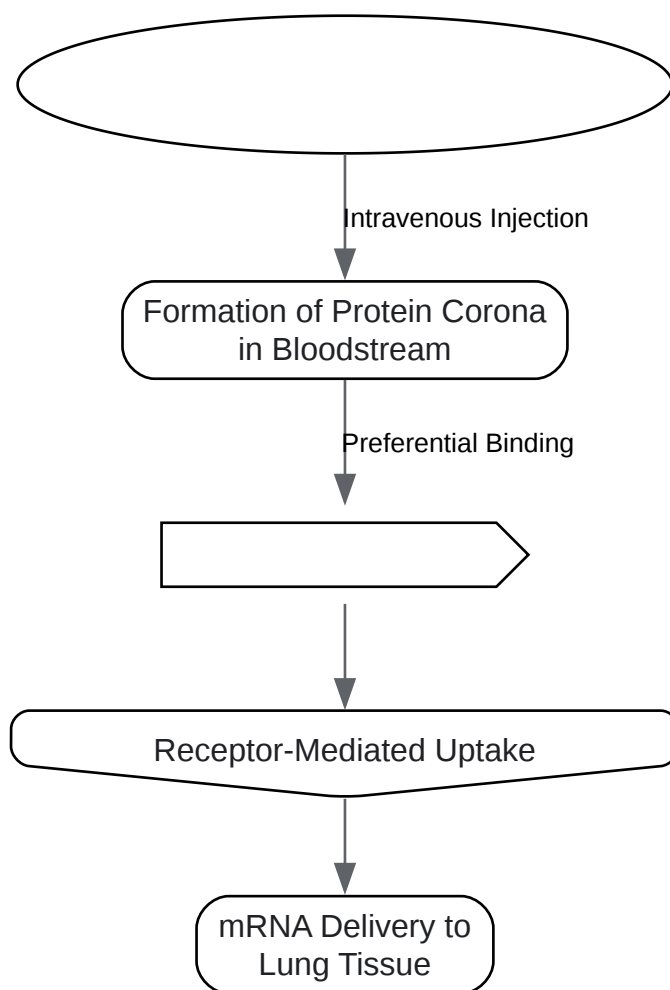 Intravenous Injection
Formation of Protein Corona
in Bloodstream
Preferential Binding
Receptor-Mediated Uptake
mRNA Delivery to
Lung Tissue